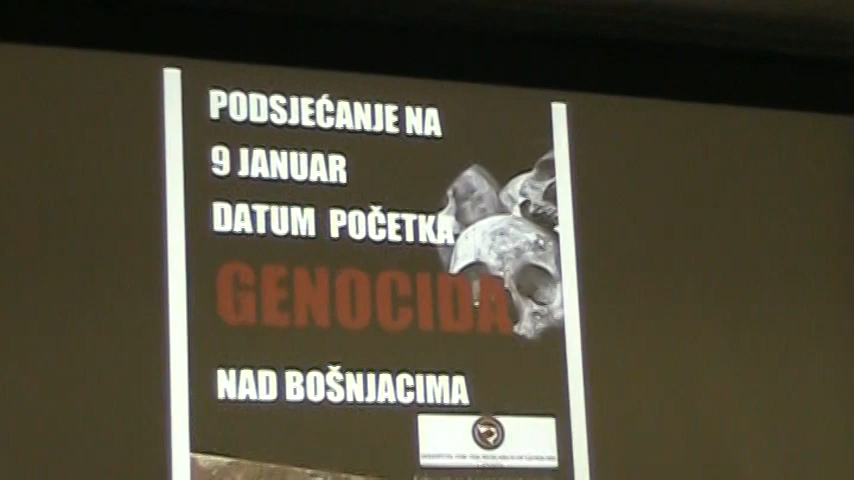 PODSJEĆANJE NA
9 JANUAR
DATUM POČETKA
GENOCIDA
NAD BOŠNJACIMA